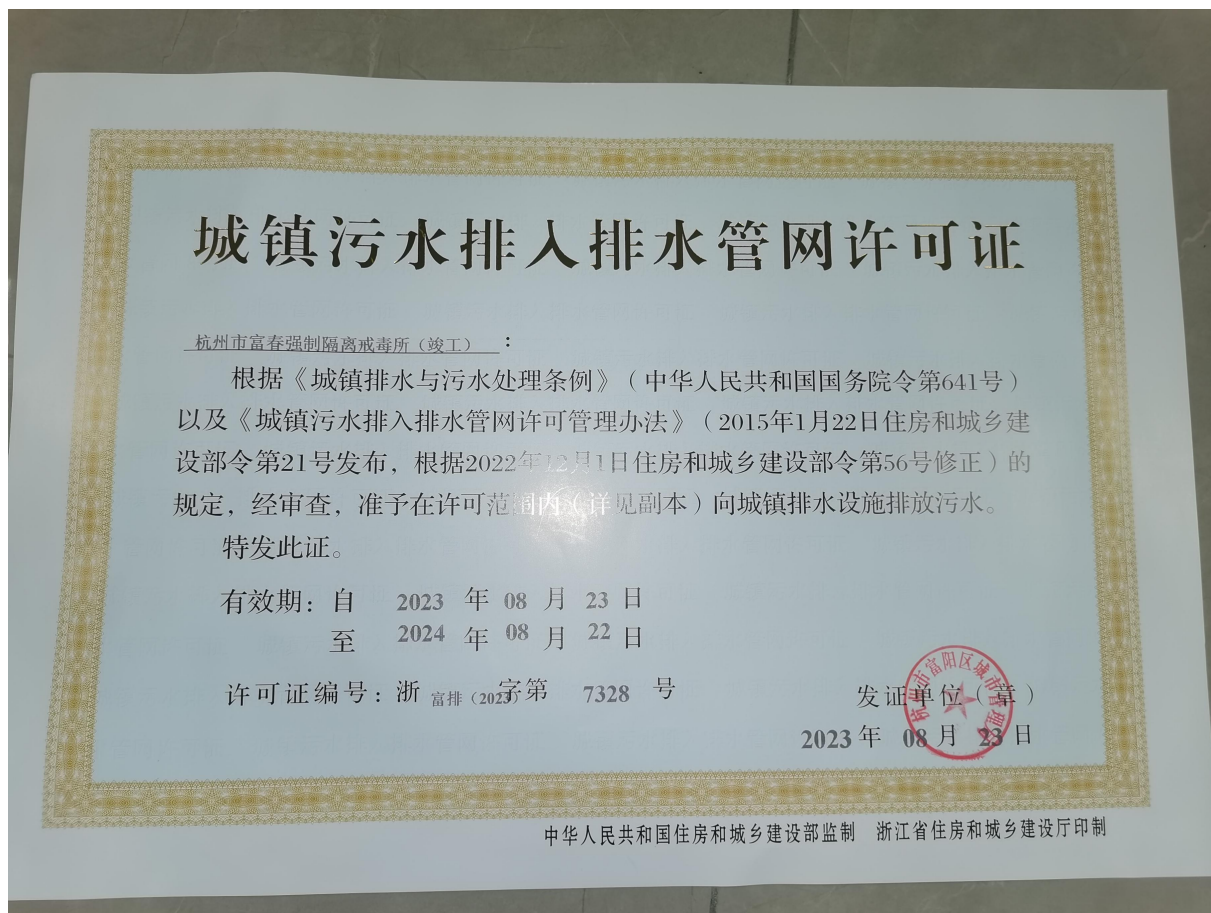 城镇污水排入排水管网许可证
杭州市富春强制隔离戒毒所（竣工）：
根据《城镇排水与污水处理条例》（中华人民共和国国务院令第641号）
以及《城镇污水排入排水管网许可管理办法》（2015年1月22日住房和城乡建
设部令第21号发布，根据2022年12月1日住房和城乡建设部令第56号修正）的
规定，经审查，准予在许可范围内（详见副本）向城镇排水设施排放污水。
特发此证。
有效期：自 2023 年 08 月 23 日
至 2024 年 08 月 22 日
许可证编号：浙 富排（2023）字第 7328 号
发证单位（章）
杭州市富阳区城市管理局
2023 年 08 月 23 日
中华人民共和国住房和城乡建设部监制 浙江省住房和城乡建设厅印制